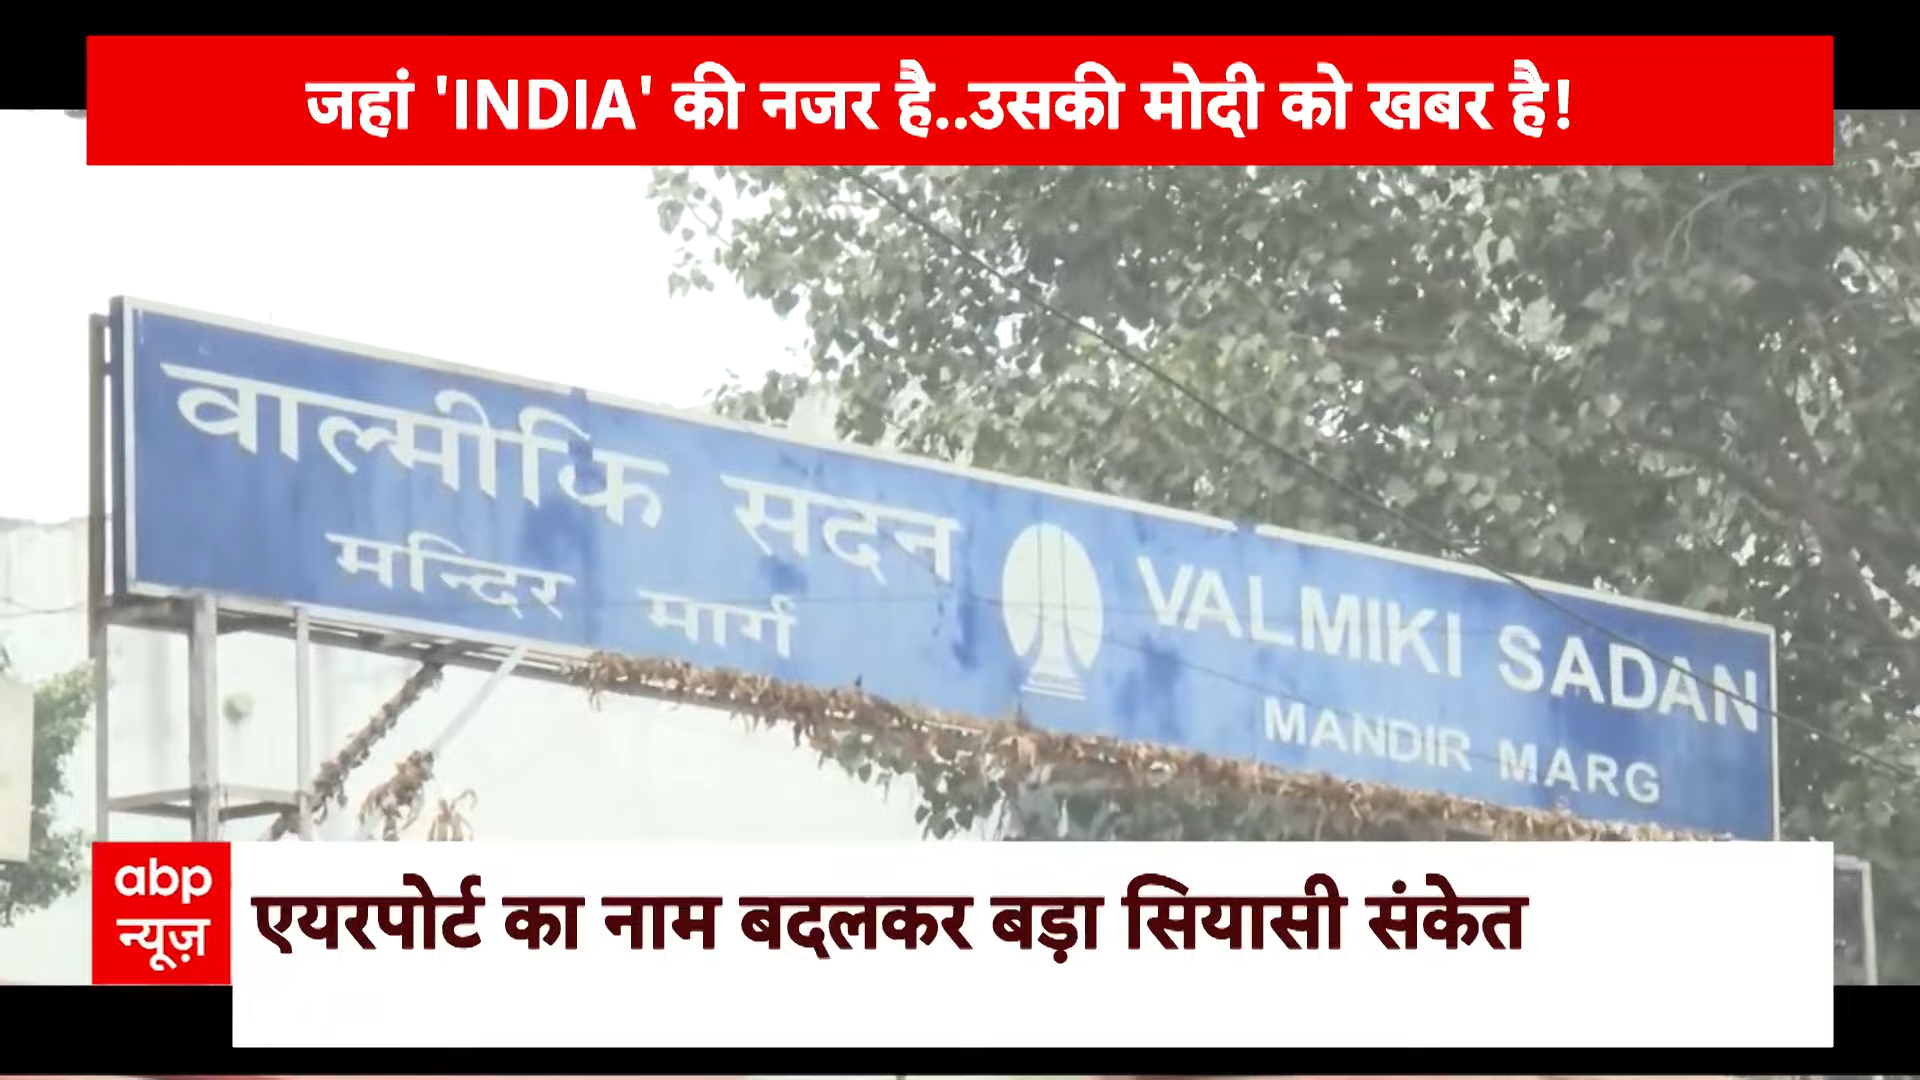 जहां 'INDIA' की नजर है..उसकी मोदी को खबर है!
वाल्मीकि सदन
मन्दिर मार्ग
VALMIKI SADAN
MANDIR MARG
abp
न्यूज़
एयरपोर्ट का नाम बदलकर बड़ा सियासी संकेत